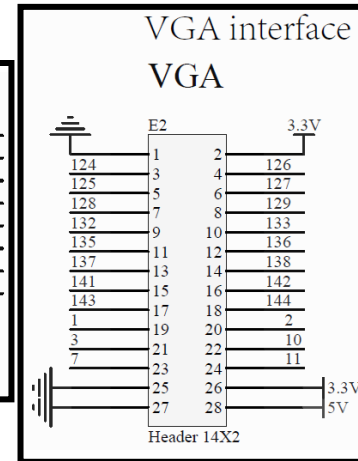 VGA interface
VGA
E2 3.3V
1 2
124 3 4 126
125 5 6 127
128 7 8 129
132 9 10 133
135 11 12 136
137 13 14 138
141 15 16 142
143 17 18 144
1 19 20 2
3 21 22 10
7 23 24 11
25 26 3.3V
27 28 5V
Header 14X2